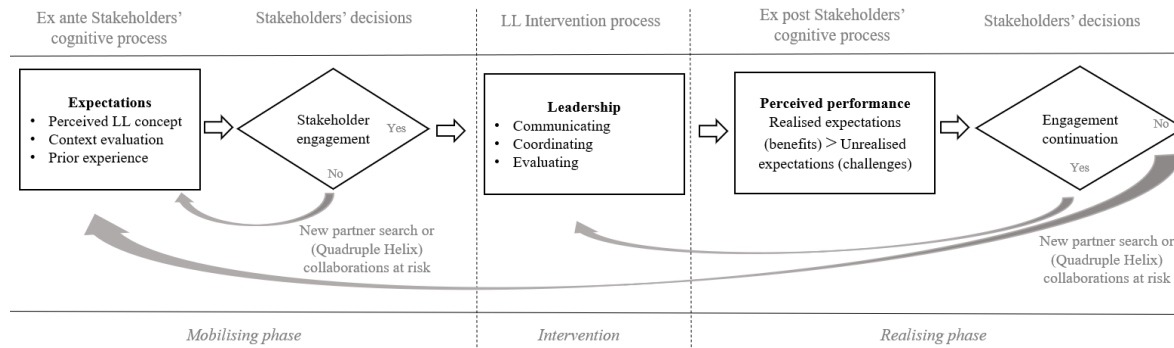 Ex ante Stakeholders’
cognitive process
Stakeholders’ decisions
LL Intervention process
Ex post Stakeholders’
cognitive process
Stakeholders’ decisions
Expectations
• Perceived LL concept
• Context evaluation
• Prior experience
Stakeholder
engagement
Yes
No
Leadership
• Communicating
• Coordinating
• Evaluating
Perceived performance
Realised expectations
(benefits) > Unrealised
expectations (challenges)
Engagement
continuation
No
Yes
New partner search or
(Quadruple Helix)
collaborations at risk
New partner search or
(Quadruple Helix)
collaborations at risk
Mobilising phase
Intervention
Realising phase